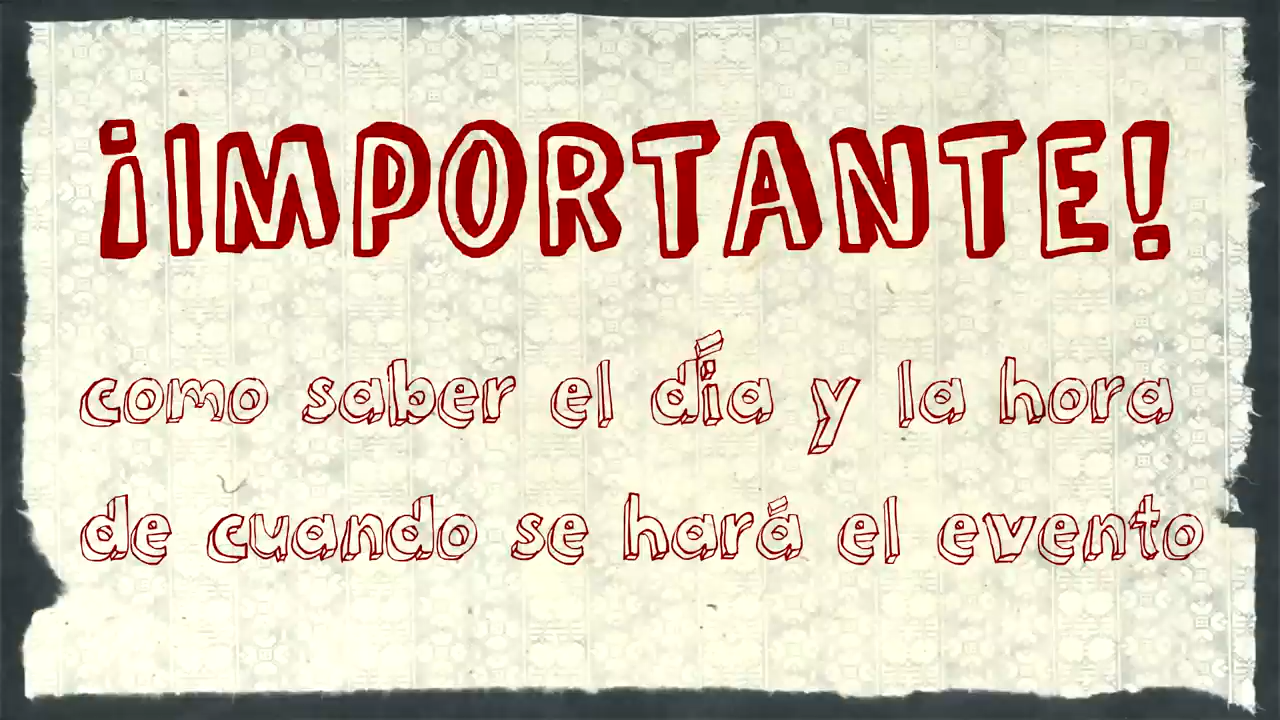 ¡IMPORTANTE!
como saber el día y la hora
de cuando se hará el evento